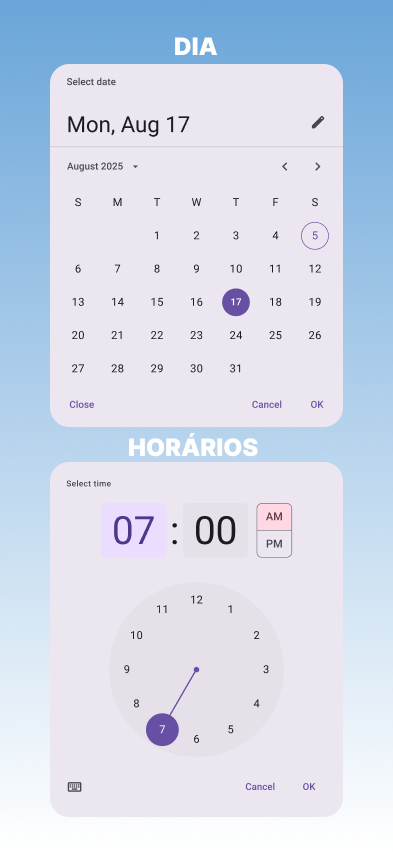 DIA
Select date
Mon, Aug 17
August 2025
S M T W T F S
1 2 3 4 5
6 7 8 9 10 11 12
13 14 15 16 17 18 19
20 21 22 23 24 25 26
27 28 29 30 31
Close Cancel OK
HORÁRIOS
Select time
07 : 00 AM
PM
12
11 1
10 2
9 3
8 4
7 5
6
Cancel OK